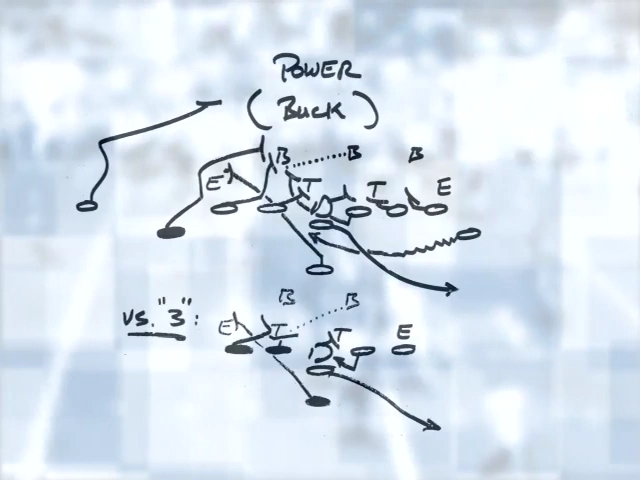 POWER
(BUCK)
B B B
E T T E
B B
vs. "3":
E T T E